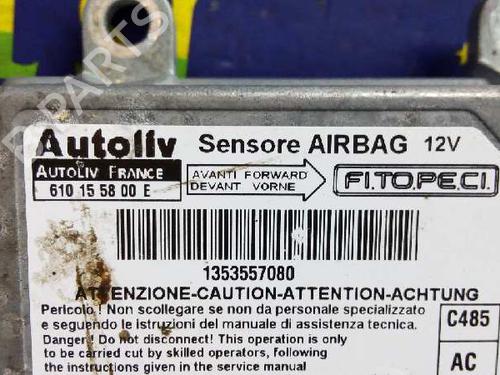 Autoliv Sensore AIRBAG 12V
AUTOLIV FRANCE
610 15 58 00 E
AVANTI FORWARD
DEVANT VORNE
FI.TO.PE.CI.
1353557080
ATTENZIONE-CAUTION-ATTENTION-ACHTUNG
Pericolo ! Non scollegare se non da personale specializzato
e seguendo le istruzioni del manuale di assistenza tecnica.
Danger ! Do not disconnect! This operation is only
to be carried out by skilled operators, following
the instructions given in the service manual
C485
AC
PARTS